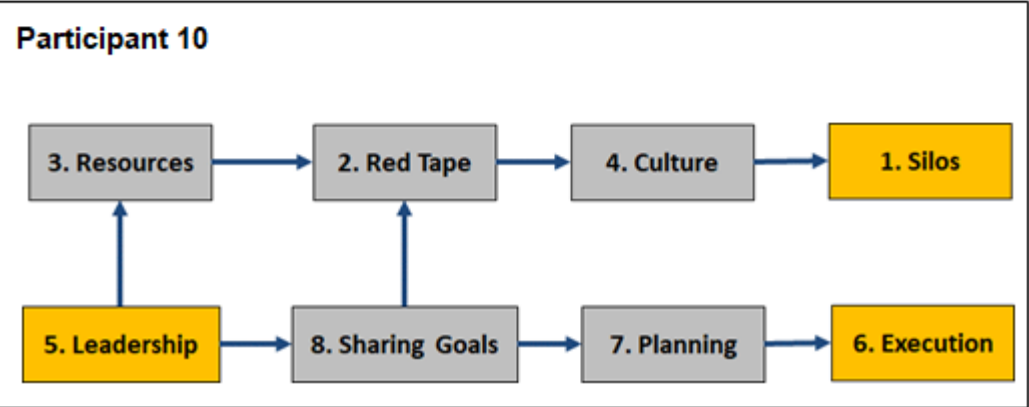 Participant 10
3. Resources
2. Red Tape
4. Culture
1. Silos
5. Leadership
8. Sharing Goals
7. Planning
6. Execution